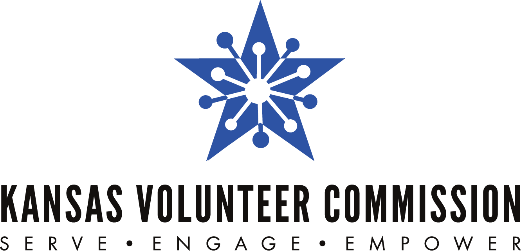 KANSAS VOLUNTEER COMMISSION
SERVE • ENGAGE • EMPOWER